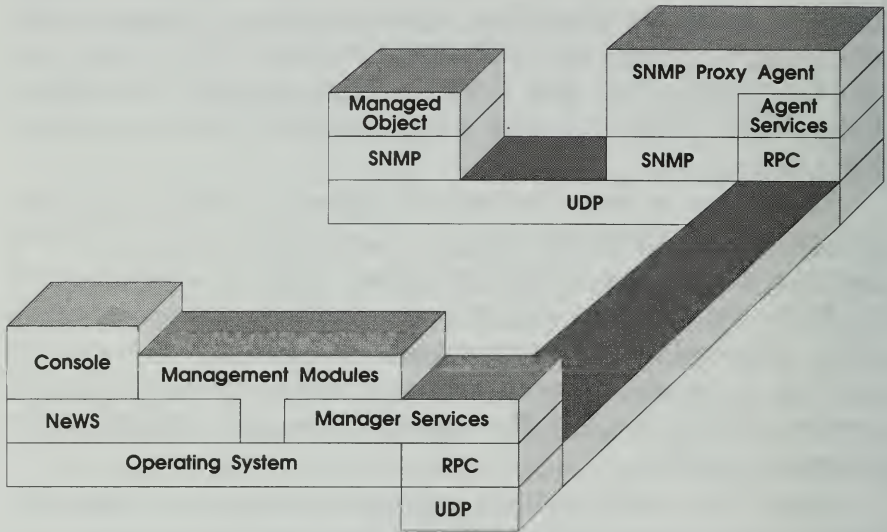 SNMP Proxy Agent
Managed
Object
Agent
Services
SNMP
SNMP
RPC
UDP
Console
Management Modules
NeWS
Manager Services
Operating System
RPC
UDP